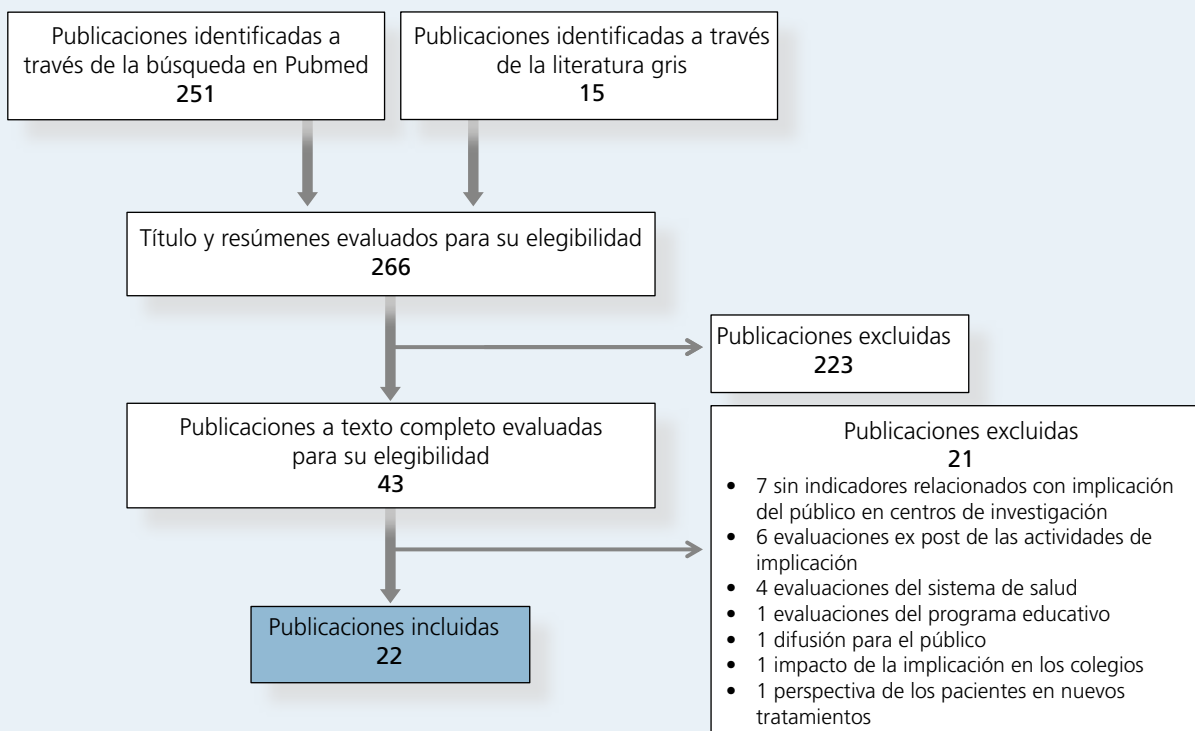 Publicaciones identificadas a
través de la búsqueda en Pubmed
251
Publicaciones identificadas a través
de la literatura gris
15
Título y resúmenes evaluados para su elegibilidad
266
Publicaciones excluidas
223
Publicaciones a texto completo evaluadas
para su elegibilidad
43
Publicaciones excluidas
21
• 7 sin indicadores relacionados con implicación
del público en centros de investigación
• 6 evaluaciones ex post de las actividades de
implicación
• 4 evaluaciones del sistema de salud
• 1 evaluaciones del programa educativo
• 1 difusión para el público
• 1 impacto de la implicación en los colegios
• 1 perspectiva de los pacientes en nuevos
tratamientos
Publicaciones incluidas
22